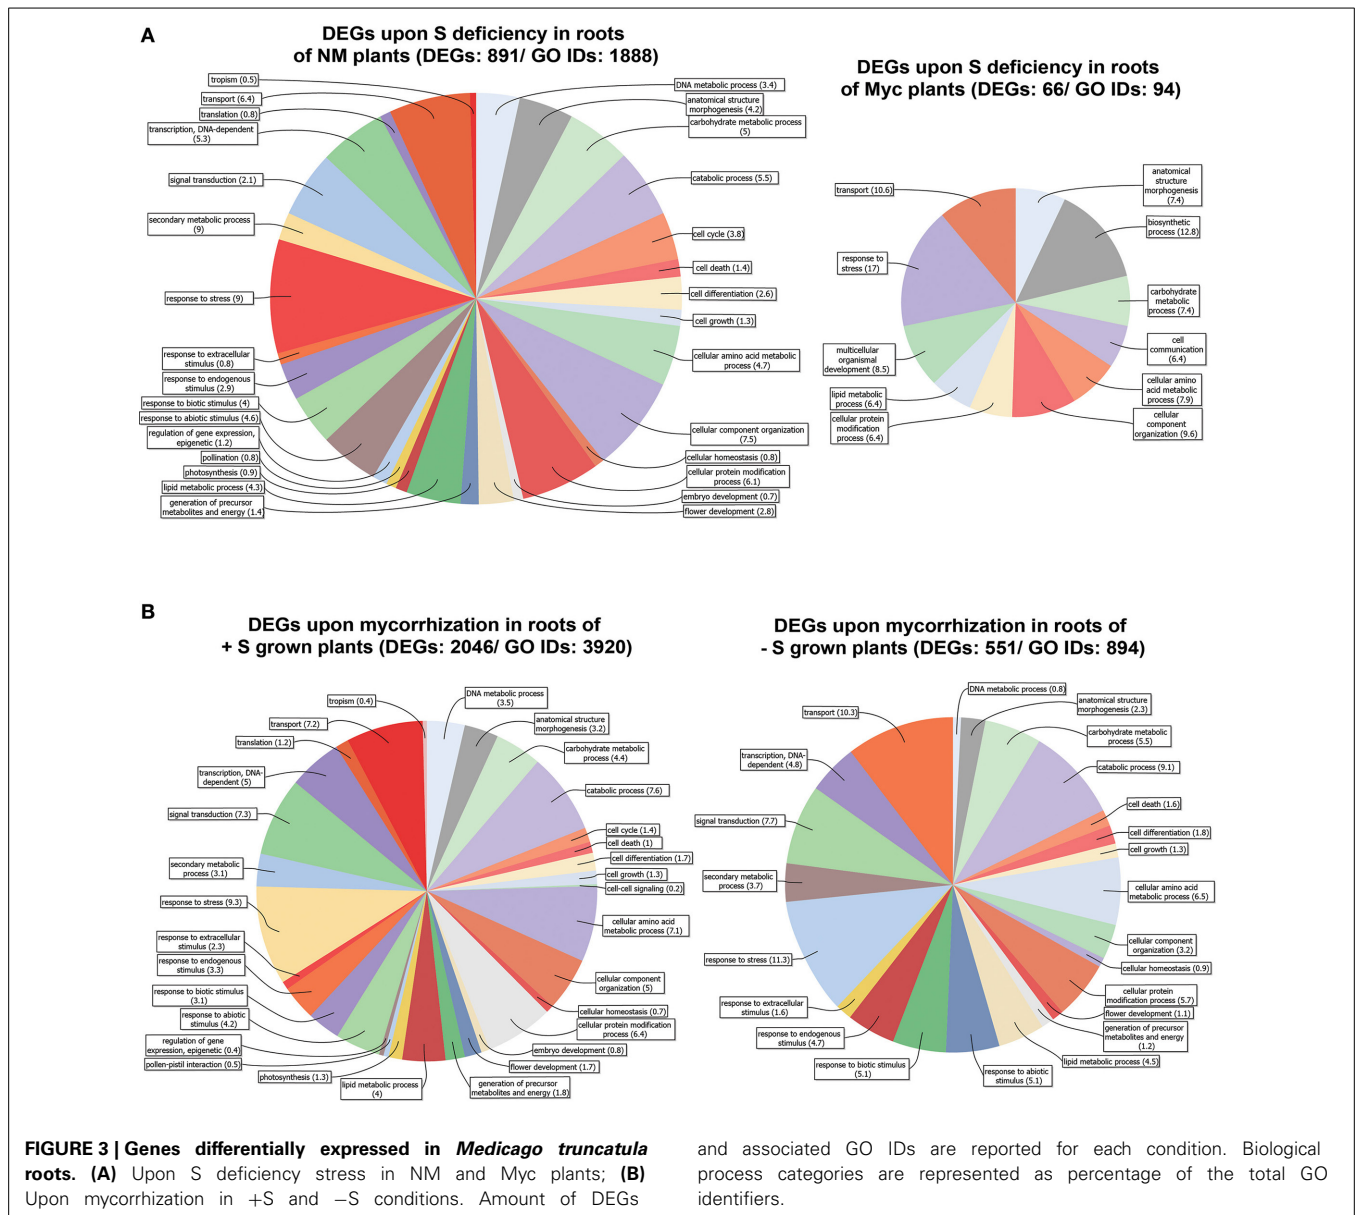 A
DEGs upon S deficiency in roots
of NM plants (DEGs: 891/ GO IDs: 1888)
tropism (0.5)
transport (6.4)
translation (0.8)
transcription, DNA-dependent
(5.3)
signal transduction (2.1)
secondary metabolic process
(9)
response to stress (9)
response to extracellular
stimulus (0.8)
response to endogenous
stimulus (2.9)
response to biotic stimulus (4)
response to abiotic stimulus (4.6)
regulation of gene expression,
epigenetic (1.2)
pollination (0.8)
photosynthesis (0.9)
lipid metabolic process (4.3)
generation of precursor
metabolites and energy (1.4)
DNA metabolic process (3.4)
anatomical structure
morphogenesis (4.2)
carbohydrate metabolic process
(5)
catabolic process (5.5)
cell cycle (3.8)
cell death (1.4)
cell differentiation (2.6)
cell growth (1.3)
cellular amino acid metabolic
process (4.7)
cellular component organization
(7.5)
cellular homeostasis (0.8)
cellular protein modification
process (6.1)
embryo development (0.7)
flower development (2.8)
DEGs upon S deficiency in roots
of Myc plants (DEGs: 66/ GO IDs: 94)
transport (10.6)
response to
stress (17)
multicellular
organismal
development (8.5)
lipid metabolic
process (6.4)
cellular protein
modification
process (6.4)
anatomical
structure
morphogenesis
(7.4)
biosynthetic
process (12.8)
carbohydrate
metabolic
process (7.4)
cell
communication
(6.4)
cellular amino
acid metabolic
process (7.9)
cellular
component
organization (9.6)
B
DEGs upon mycorrhization in roots of
+ S grown plants (DEGs: 2046/ GO IDs: 3920)
tropism (0.4)
transport (7.2)
translation (1.2)
transcription, DNA-
dependent (5)
signal transduction (7.3)
secondary metabolic
process (3.1)
response to stress (9.3)
response to extracellular
stimulus (2.3)
response to endogenous
stimulus (3.3)
response to biotic stimulus
(3.1)
response to abiotic
stimulus (4.2)
regulation of gene
expression, epigenetic (0.4)
pollen-pistil interaction (0.5)
photosynthesis (1.3)
lipid metabolic process
(4)
DNA metabolic process
(3.5)
anatomical structure
morphogenesis (3.2)
carbohydrate metabolic
process (4.4)
catabolic process (7.6)
cell cycle (1.4)
cell death (1)
cell differentiation (1.7)
cell growth (1.3)
cell-cell signaling (0.2)
cellular amino acid
metabolic process (7.1)
cellular component
organization (5)
cellular homeostasis (0.7)
cellular protein modification
process (6.4)
embryo development (0.8)
flower development (1.7)
generation of precursor
metabolites and energy (1.8)
DEGs upon mycorrhization in roots of
- S grown plants (DEGs: 551/ GO IDs: 894)
transport (10.3)
transcription, DNA-
dependent (4.8)
signal transduction (7.7)
secondary metabolic
process (3.7)
response to stress (11.3)
response to extracellular
stimulus (1.6)
response to endogenous
stimulus (4.7)
response to biotic stimulus
(5.1)
response to abiotic
stimulus (5.1)
DNA metabolic process (0.8)
anatomical structure
morphogenesis (2.3)
carbohydrate metabolic
process (5.5)
catabolic process (9.1)
cell death (1.6)
cell differentiation (1.8)
cell growth (1.3)
cellular amino acid
metabolic process
(6.5)
cellular component
organization (3.2)
cellular homeostasis (0.9)
cellular protein
modification process (5.7)
flower development (1.1)
generation of precursor
metabolites and energy
(1.2)
lipid metabolic process (4.5)
FIGURE 3 | Genes differentially expressed in Medicago truncatula
roots. (A) Upon S deficiency stress in NM and Myc plants; (B)
Upon mycorrhization in +S and −S conditions. Amount of DEGs
and associated GO IDs are reported for each condition. Biological
process categories are represented as percentage of the total GO
identifiers.